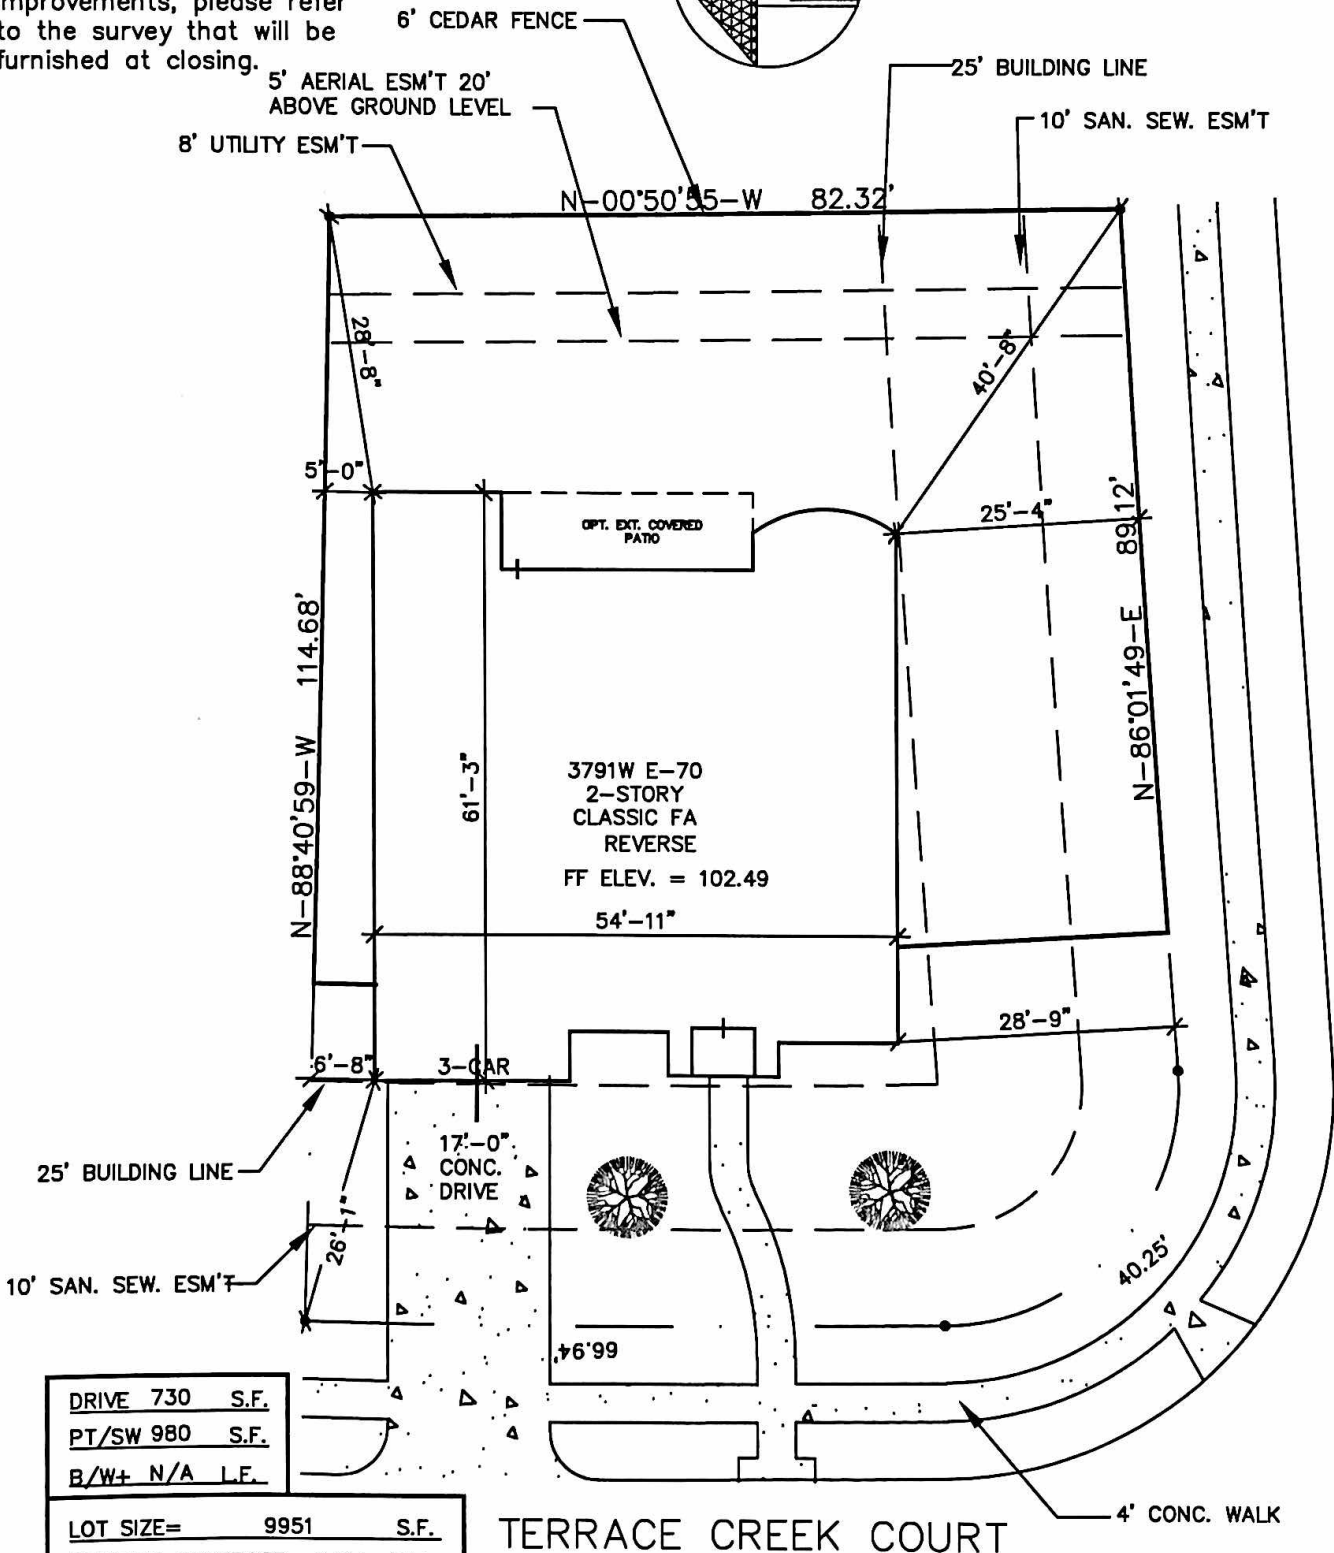 mprovements, please refer
to the survey that will be
furnished at closing.
6' CEDAR FENCE
5' AERIAL ESM'T 20'
ABOVE GROUND LEVEL
8' UTILITY ESM'T
25' BUILDING LINE
10' SAN. SEW. ESM'T
N-00°50'55-W 82.32'
28'-8"
40'-8"
5'-0"
OPT. EXT. COVERED
PATIO
25'-4"
N-86°01'49-E 89.12'
N-88°40'59-W 114.68'
61'-3"
3791W E-70
2-STORY
CLASSIC FA
REVERSE
FF ELEV. = 102.49
54'-11"
28'-9"
6'-8"
3-CAR
17'-0"
CONC.
DRIVE
25' BUILDING LINE
26'-1"
10' SAN. SEW. ESM'T
40.25'
66.94'
DRIVE 730 S.F.
PT/SW 980 S.F.
B/W+ N/A L.F.
LOT SIZE= 9951 S.F.
TERRACE CREEK COURT
4' CONC. WALK